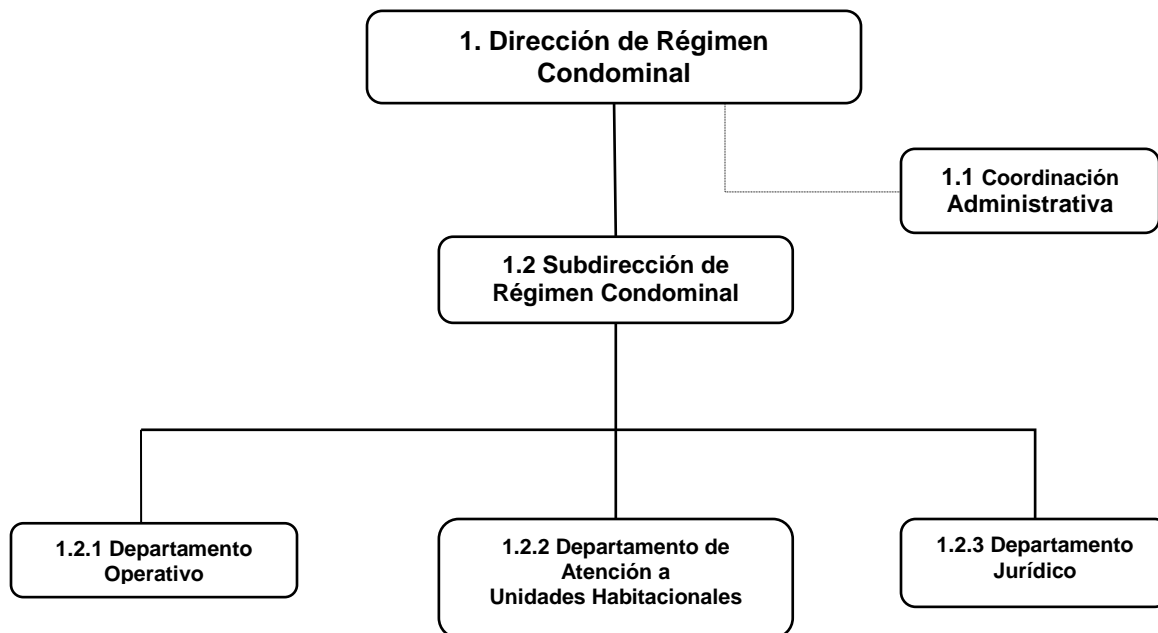 1. Dirección de Régimen
Condominal
1.1 Coordinación
Administrativa
1.2 Subdirección de
Régimen Condominal
1.2.1 Departamento
Operativo
1.2.2 Departamento de
Atención a
Unidades Habitacionales
1.2.3 Departamento
Jurídico